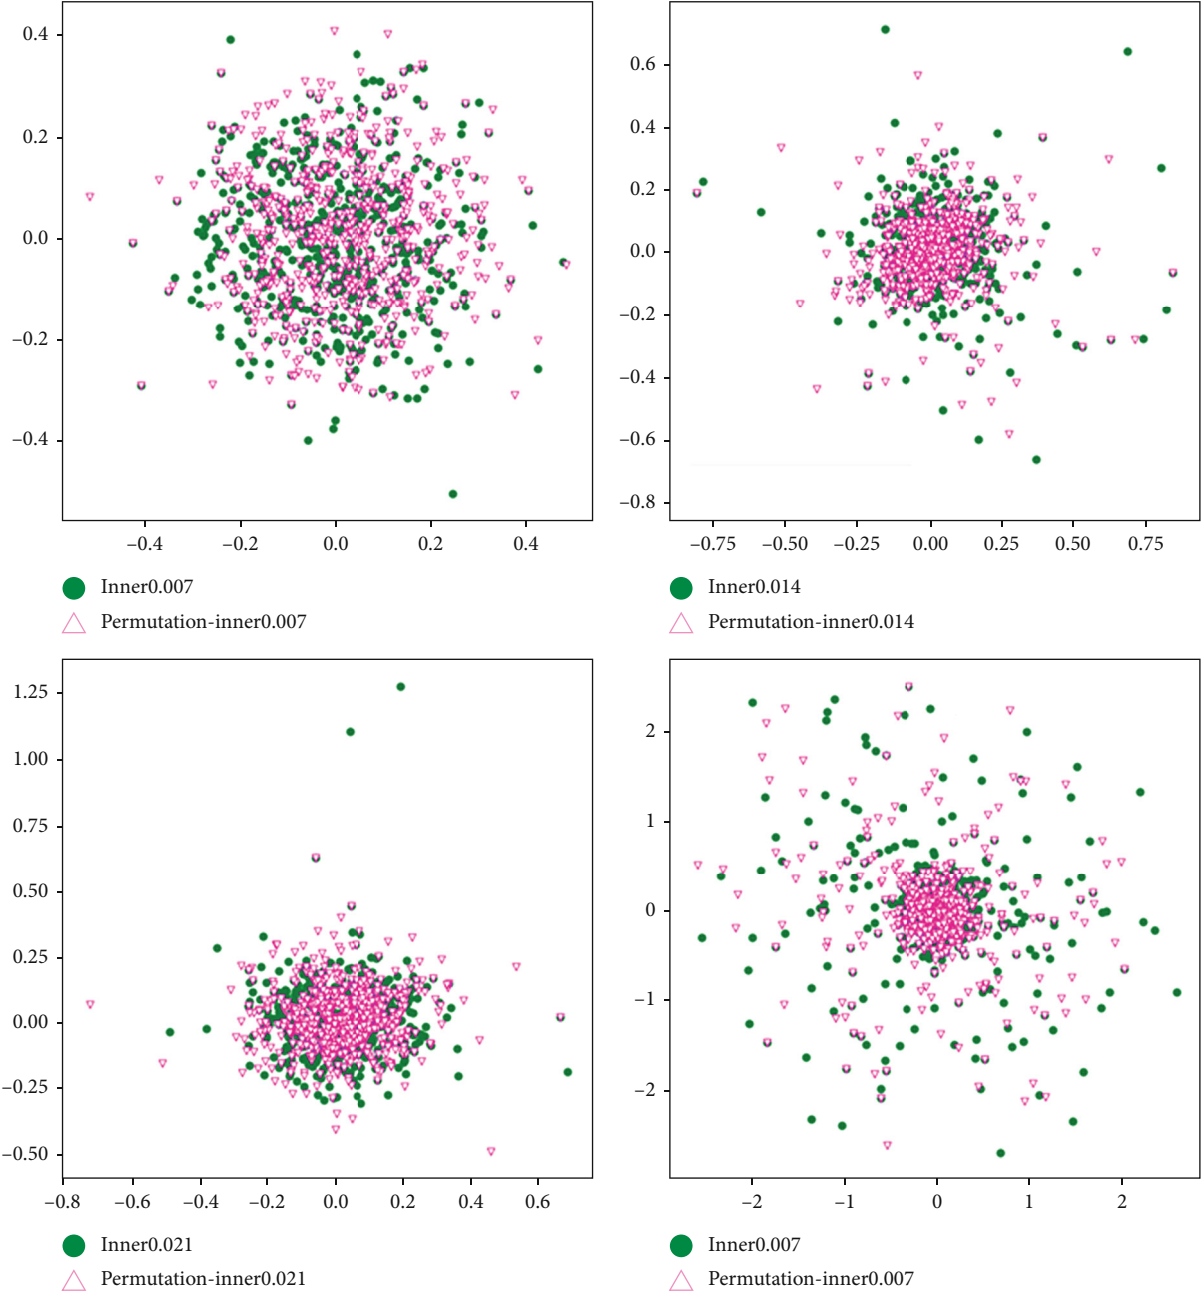 0.4
0.2
0.0
−0.2
−0.4
−0.4 −0.2 0.0 0.2 0.4
Inner0.007
Permutation-inner0.007
0.6
0.4
0.2
0.0
−0.2
−0.4
−0.6
−0.8
−0.75 −0.50 −0.25 0.00 0.25 0.50 0.75
Inner0.014
Permutation-inner0.014
1.25
1.00
0.75
0.50
0.25
0.00
−0.25
−0.50
−0.8 −0.6 −0.4 −0.2 0.0 0.2 0.4 0.6
Inner0.021
Permutation-inner0.021
2
1
0
−1
−2
−2 −1 0 1 2
Inner0.007
Permutation-inner0.007